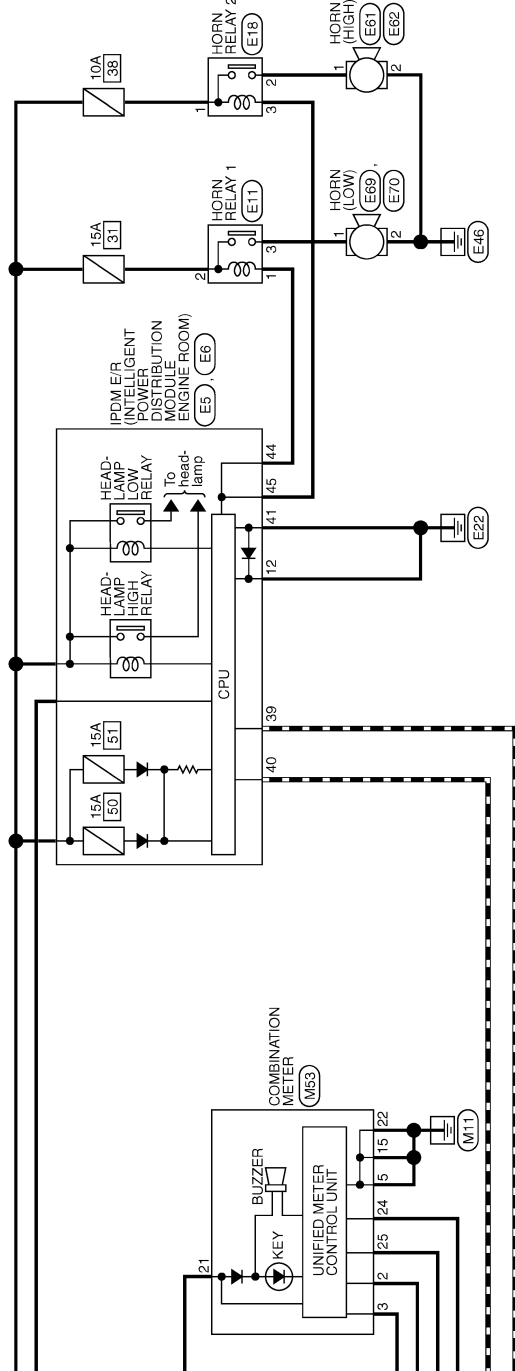 10A
38
1
HORN
RELAY 2
E18
2
3
1
HORN
(HIGH)
E61
E62
2
15A
31
2
HORN
RELAY 1
E11
3
1
1
HORN
(LOW)
E69 ,
E70
2
E46
IPDM E/R
(INTELLIGENT
POWER
DISTRIBUTION
MODULE
ENGINE ROOM)
E5 , E6
HEAD-
LAMP
LOW
RELAY
To
head-
lamp
HEAD-
LAMP
HIGH
RELAY
44
45
41
12
E22
CPU
39
40
15A
51
15A
50
COMBINATION
METER
M53
21
BUZZER
KEY
UNIFIED METER
CONTROL UNIT
22
15
5
24
25
2
3
M11